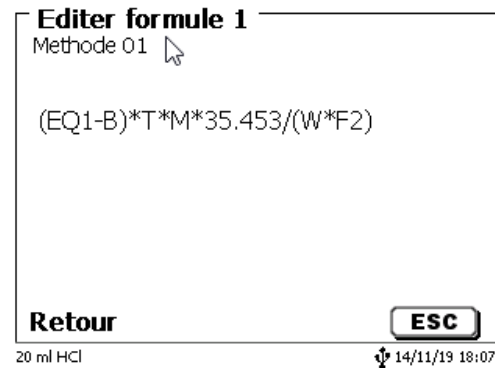 Editer formule 1
Methode 01
(EQ1-B)*T*M*35.453/(W*F2)
Retour
ESC
20 ml HCl
14/11/19 18:07